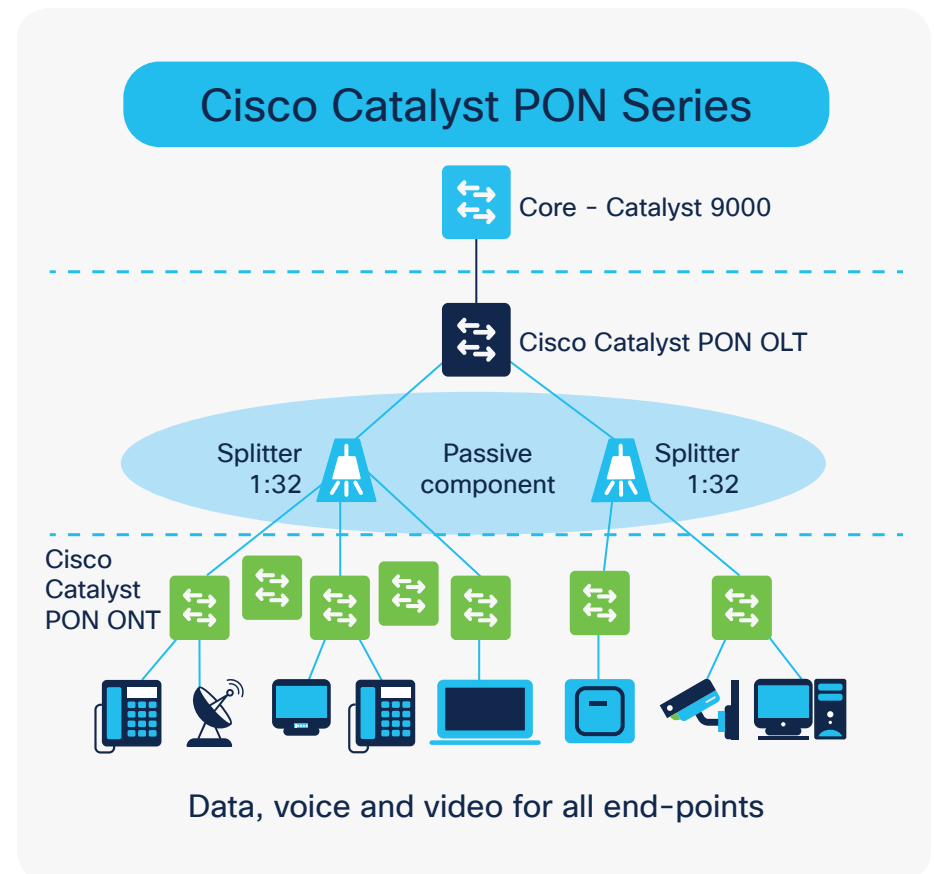 Cisco Catalyst PON Series
Core - Catalyst 9000
Cisco Catalyst PON OLT
Splitter
1:32
Passive
component
Splitter
1:32
Cisco
Catalyst
PON ONT
Data, voice and video for all end-points